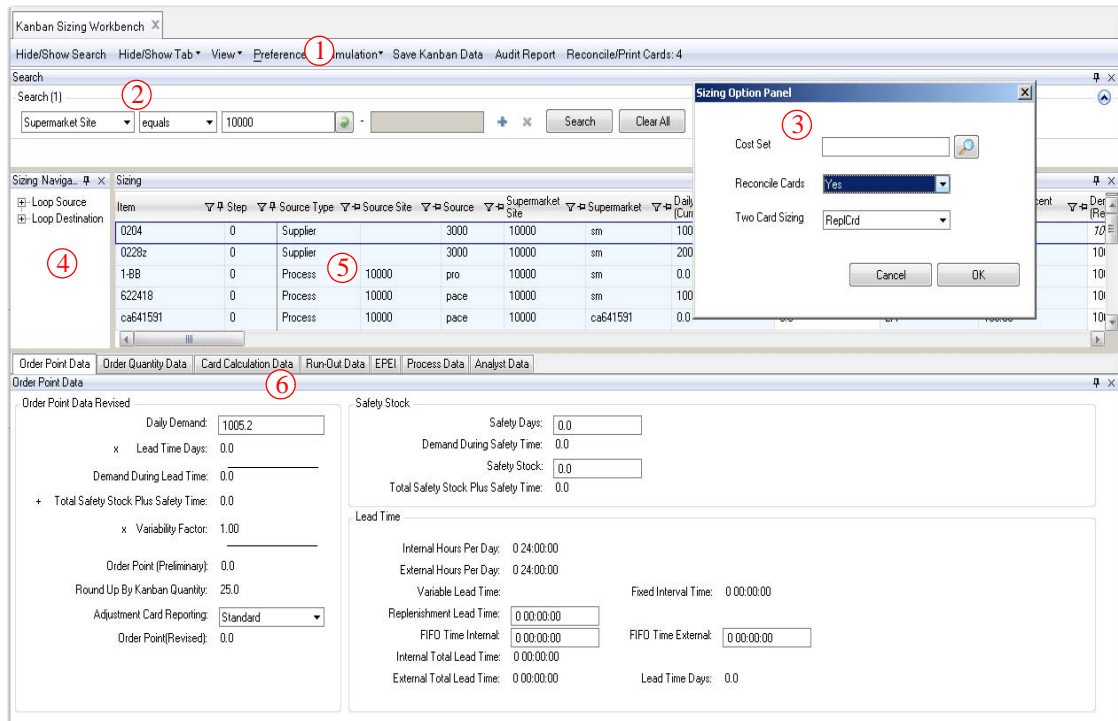 Kanban Sizing Workbench X
Hide/Show Search Hide/Show Tab View Preference 1 mulation Save Kanban Data Audit Report Reconcile/Print Cards: 4
Search
Search (1) 2
Supermarket Site equals 10000 - Search Clear All
Sizing Option Panel
3
Cost Set
Reconcile Cards Yes
Two Card Sizing ReplCrd
Cancel OK
Sizing Naviga..
Loop Source
Loop Destination
4
Sizing
Item Step Source Type Source Site Source Supermarket Site Supermarket Daily
0204 0 Supplier 3000 10000 sm 100
0228z 0 Supplier 3000 10000 sm 200
1-BB 0 Process 10000 pro 10000 sm 0.0
622418 0 Process 10000 pace 10000 sm 100
ca641591 0 Process 10000 pace 10000 ca641591 0.0
5
Order Point Data Order Quantity Data Card Calculation Data Run-Out Data EPEI Process Data Analyst Data
6
Order Point Data
Order Point Data Revised
Daily Demand: 1005.2
x Lead Time Days: 0.0
Demand During Lead Time: 0.0
+ Total Safety Stock Plus Safety Time: 0.0
x Variability Factor: 1.00
Order Point (Preliminary): 0.0
Round Up By Kanban Quantity: 25.0
Adjustment Card Reporting: Standard
Order Point(Revised): 0.0
Safety Stock
Safety Days: 0.0
Demand During Safety Time: 0.0
Safety Stock: 0.0
Total Safety Stock Plus Safety Time: 0.0
Lead Time
Internal Hours Per Day: 0 24:00:00
External Hours Per Day: 0 24:00:00
Variable Lead Time: Fixed Interval Time: 0 00:00:00
Replenishment Lead Time: 0 00:00:00
FIFO Time Internal: 0 00:00:00 FIFO Time External: 0 00:00:00
Internal Total Lead Time: 0 00:00:00
External Total Lead Time: 0 00:00:00 Lead Time Days: 0.0